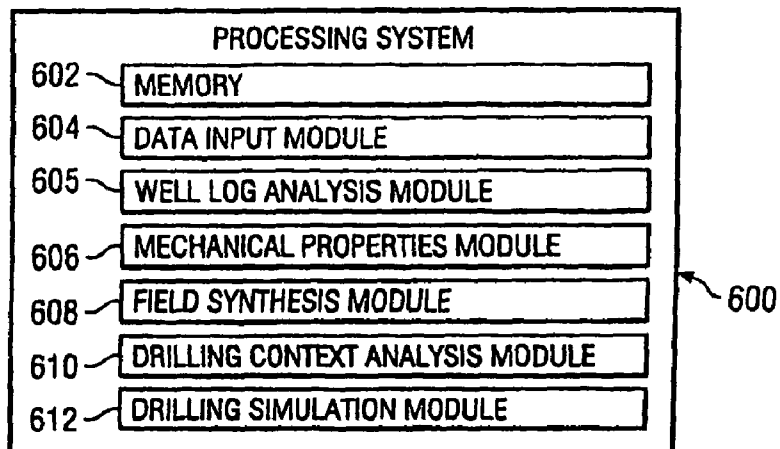 PROCESSING SYSTEM
602 MEMORY
604 DATA INPUT MODULE
605 WELL LOG ANALYSIS MODULE
606 MECHANICAL PROPERTIES MODULE
608 FIELD SYNTHESIS MODULE
600
610 DRILLING CONTEXT ANALYSIS MODULE
612 DRILLING SIMULATION MODULE